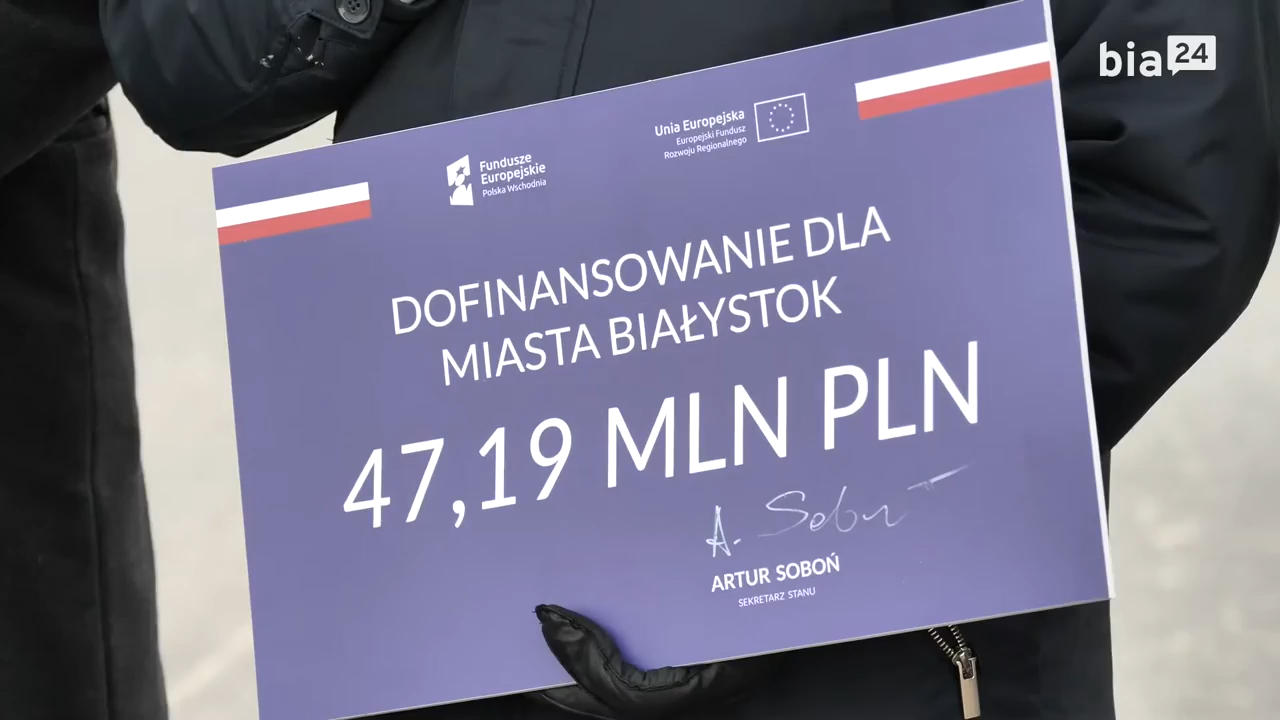 bia24
Unia Europejska
Europejski Fundusz
Rozwoju Regionalnego
Fundusze
Europejskie
Polska Wschodnia
DOFINANSOWANIE DLA
MIASTA BIAŁYSTOK
47,19 MLN PLN
A. Soboń
ARTUR SOBOŃ
SEKRETARZ STANU